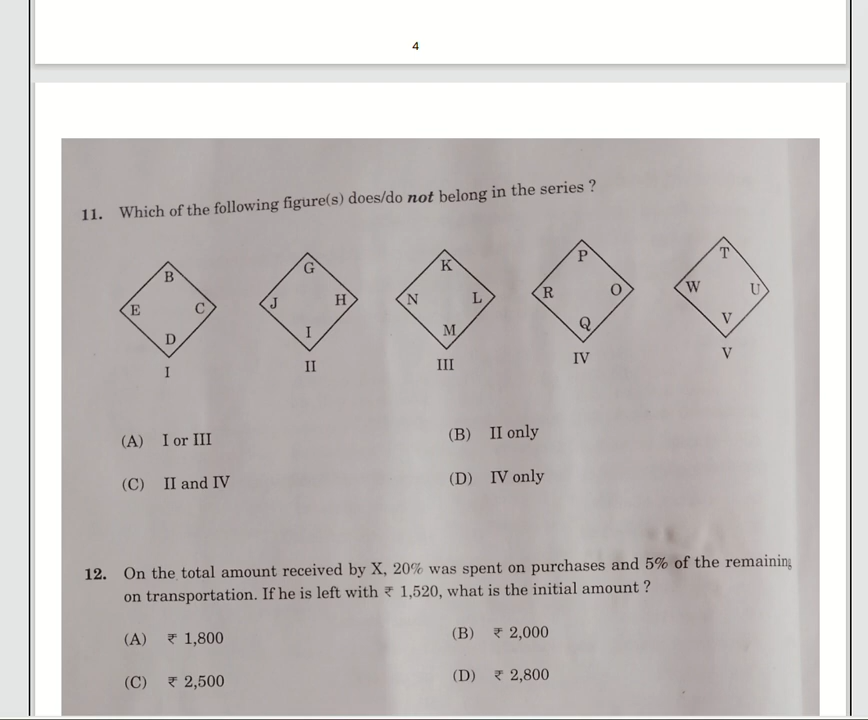 4
11. Which of the following figure(s) does/do not belong in the series ?
B
E C
D
I
G
J H
I
II
K
N L
M
III
P
R O
Q
IV
T
W U
V
V
(A) I or III
(B) II only
(C) II and IV
(D) IV only
12. On the total amount received by X, 20% was spent on purchases and 5% of the remaining
on transportation. If he is left with ₹ 1,520, what is the initial amount ?
(A) ₹ 1,800
(B) ₹ 2,000
(C) ₹ 2,500
(D) ₹ 2,800